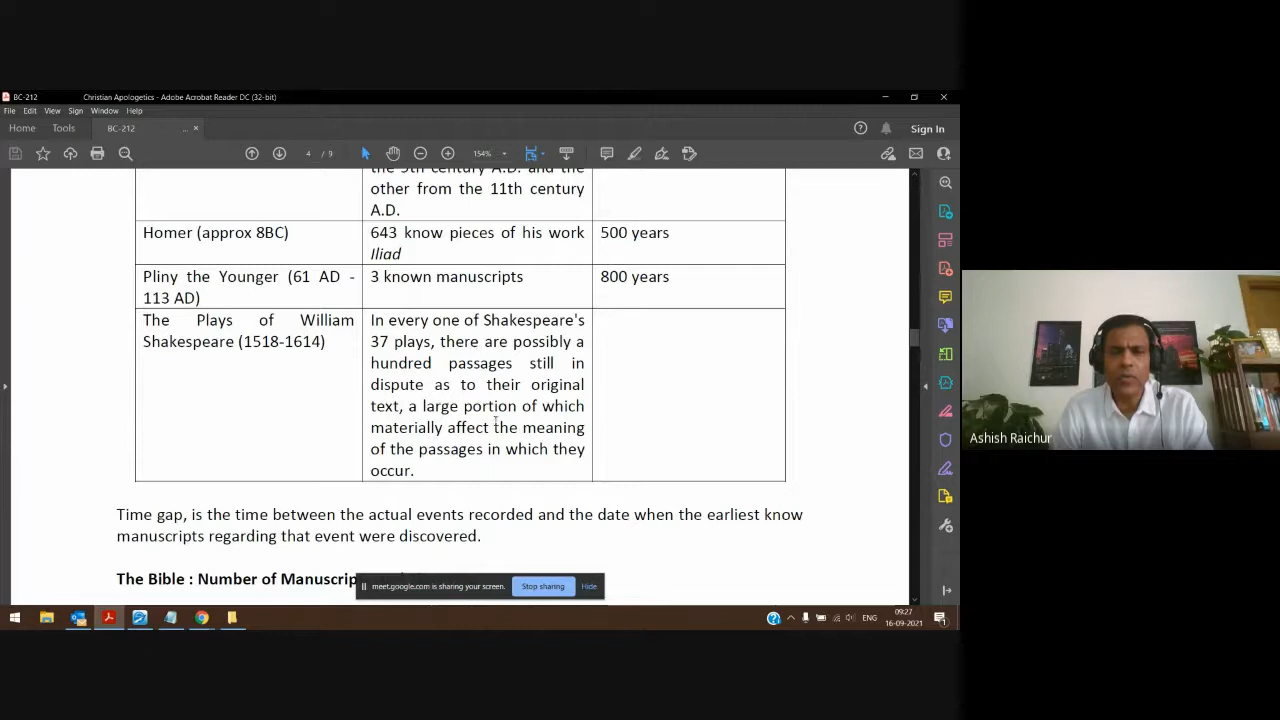 BC-212 Christian Apologetics - Adobe Acrobat Reader DC (32-bit)
File Edit View Sign Window Help
Home Tools BC-212 ... × Sign In
4 / 9 154%
the 9th century A.D. and the
other from the 11th century
A.D.
Homer (approx 8BC) 643 know pieces of his work 500 years
Iliad
Pliny the Younger (61 AD - 3 known manuscripts 800 years
113 AD)
The Plays of William In every one of Shakespeare's
Shakespeare (1518-1614) 37 plays, there are possibly a
hundred passages still in
dispute as to their original
text, a large portion of which
materially affect the meaning
of the passages in which they
occur.
Time gap, is the time between the actual events recorded and the date when the earliest know
manuscripts regarding that event were discovered.
The Bible : Number of Manuscrip
meet.google.com is sharing your screen. Stop sharing Hide
ENG 09:27
16-09-2021
Ashish Raichur